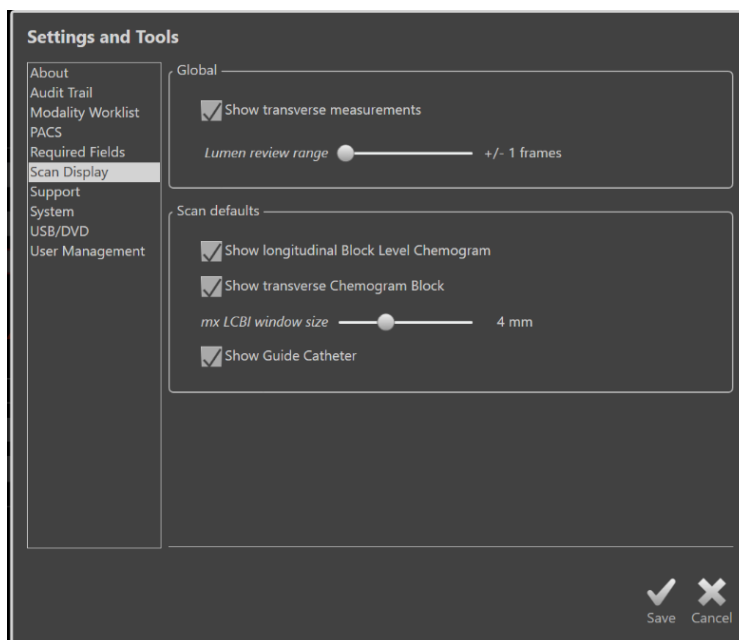 Settings and Tools
About
Audit Trail
Modality Worklist
PACS
Required Fields
Scan Display
Support
System
USB/DVD
User Management
Global
Show transverse measurements
Lumen review range +/- 1 frames
Scan defaults
Show longitudinal Block Level Chemogram
Show transverse Chemogram Block
mx LCBI window size 4 mm
Show Guide Catheter
Save Cancel